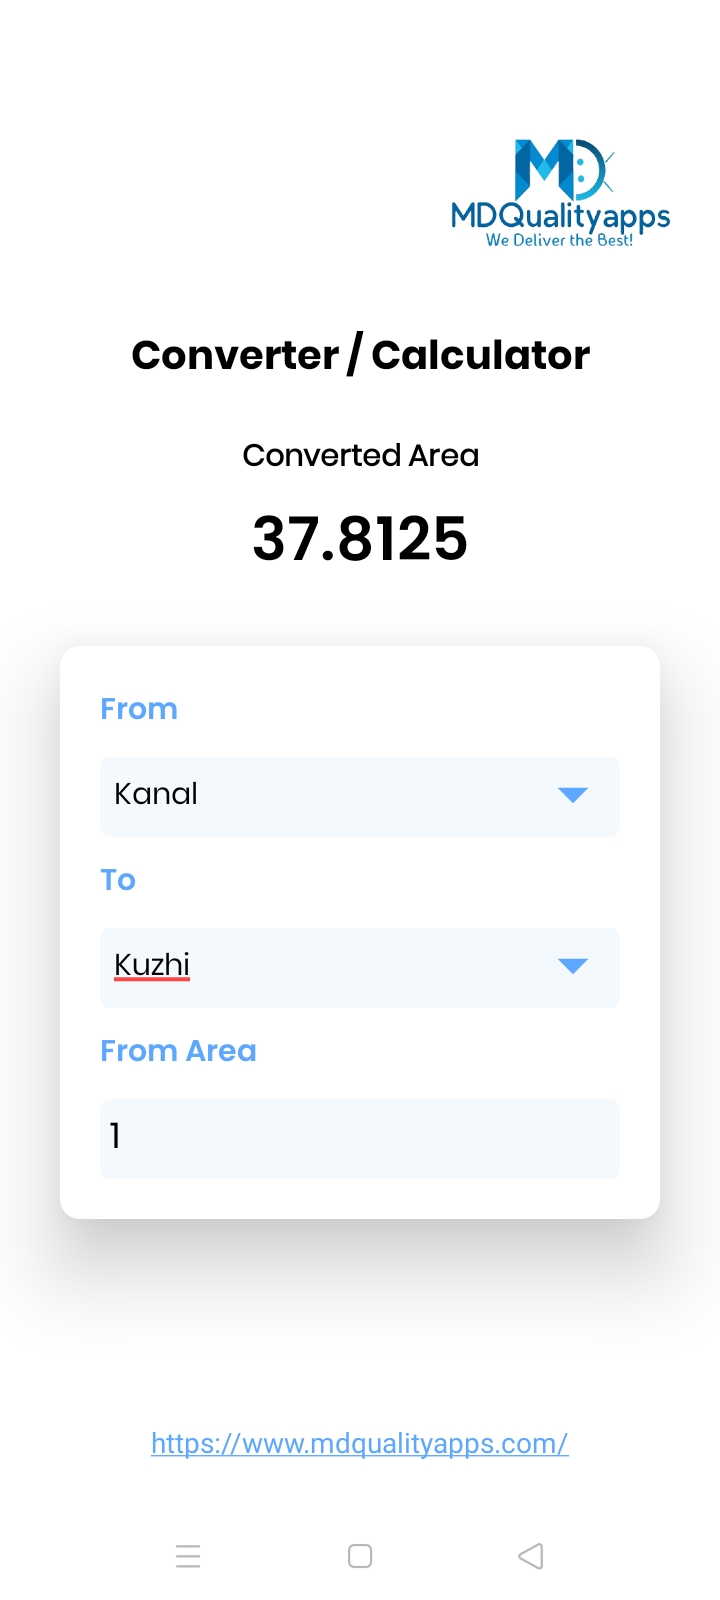 MD
MDQualityapps
We Deliver the Best!
Converter / Calculator
Converted Area
37.8125
From
Kanal
To
Kuzhi
From Area
1
https://www.mdqualityapps.com/